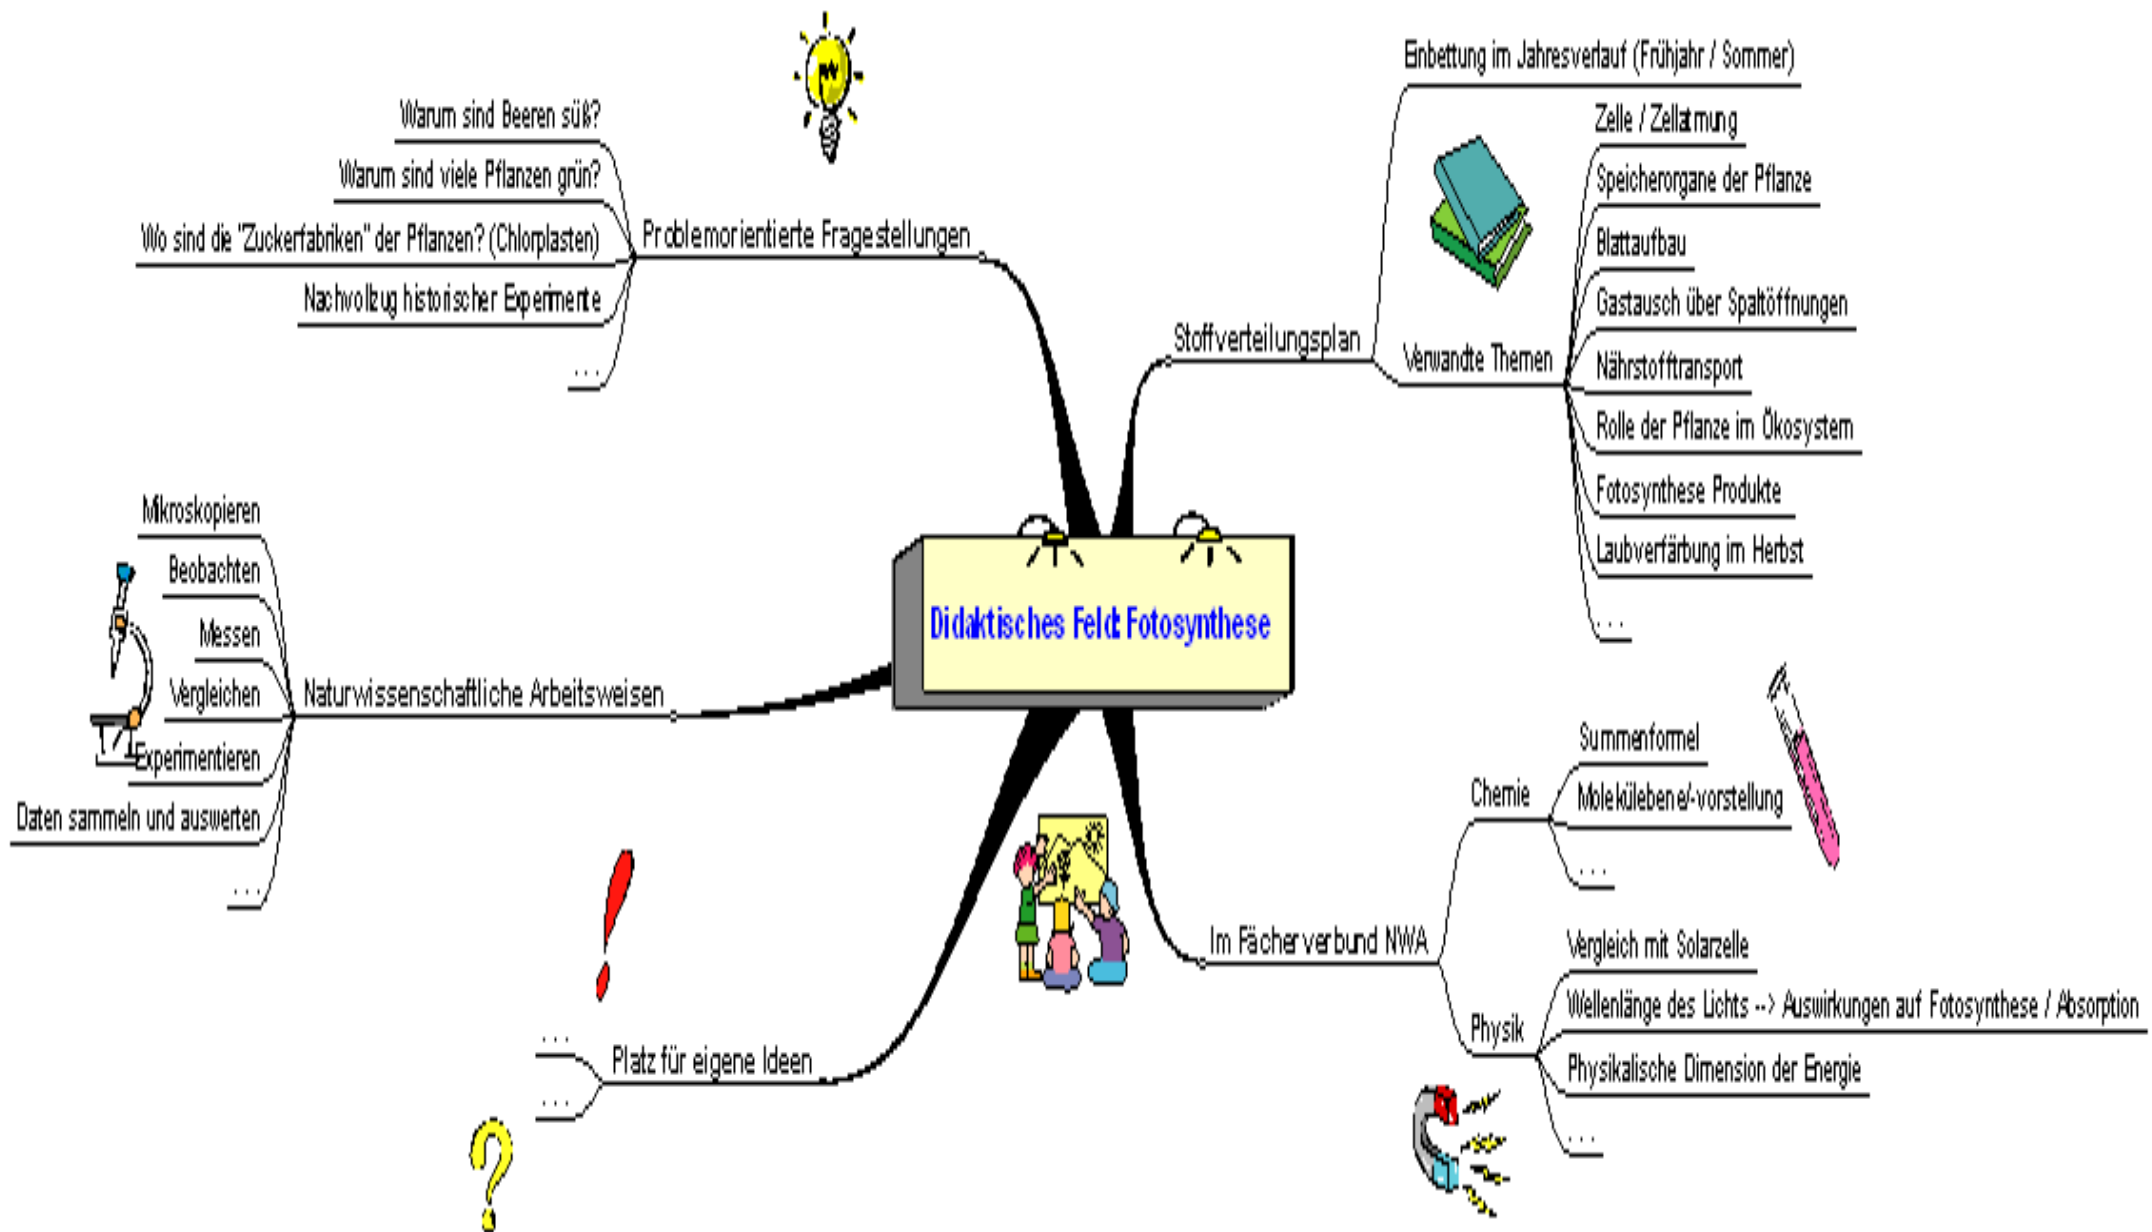 Didaktisches Feld: Fotosynthese
Problemorientierte Fragestellungen
Warum sind Beeren süß?
Warum sind viele Pflanzen grün?
Wo sind die "Zuckerfabriken" der Pflanzen? (Chlorplasten)
Nachvollzug historischer Experimente
...
Naturwissenschaftliche Arbeitsweisen
Mikroskopieren
Beobachten
Messen
Vergleichen
Experimentieren
Daten sammeln und auswerten
...
Platz für eigene Ideen
...
...
Stoffverteilungsplan
Einbettung im Jahresverlauf (Frühjahr / Sommer)
Verwandte Themen
Zelle / Zellatmung
Speicherorgane der Pflanze
Blattaufbau
Gastausch über Spaltöffnungen
Nährstofftransport
Rolle der Pflanze im Ökosystem
Fotosynthese Produkte
Laubverfärbung im Herbst
...
Im Fächerverbund NWA
Chemie
Summenformel
Molekülebene/-vorstellung
...
Physik
Vergleich mit Solarzelle
Wellenlänge des Lichts --> Auswirkungen auf Fotosynthese / Absorption
Physikalische Dimension der Energie
...